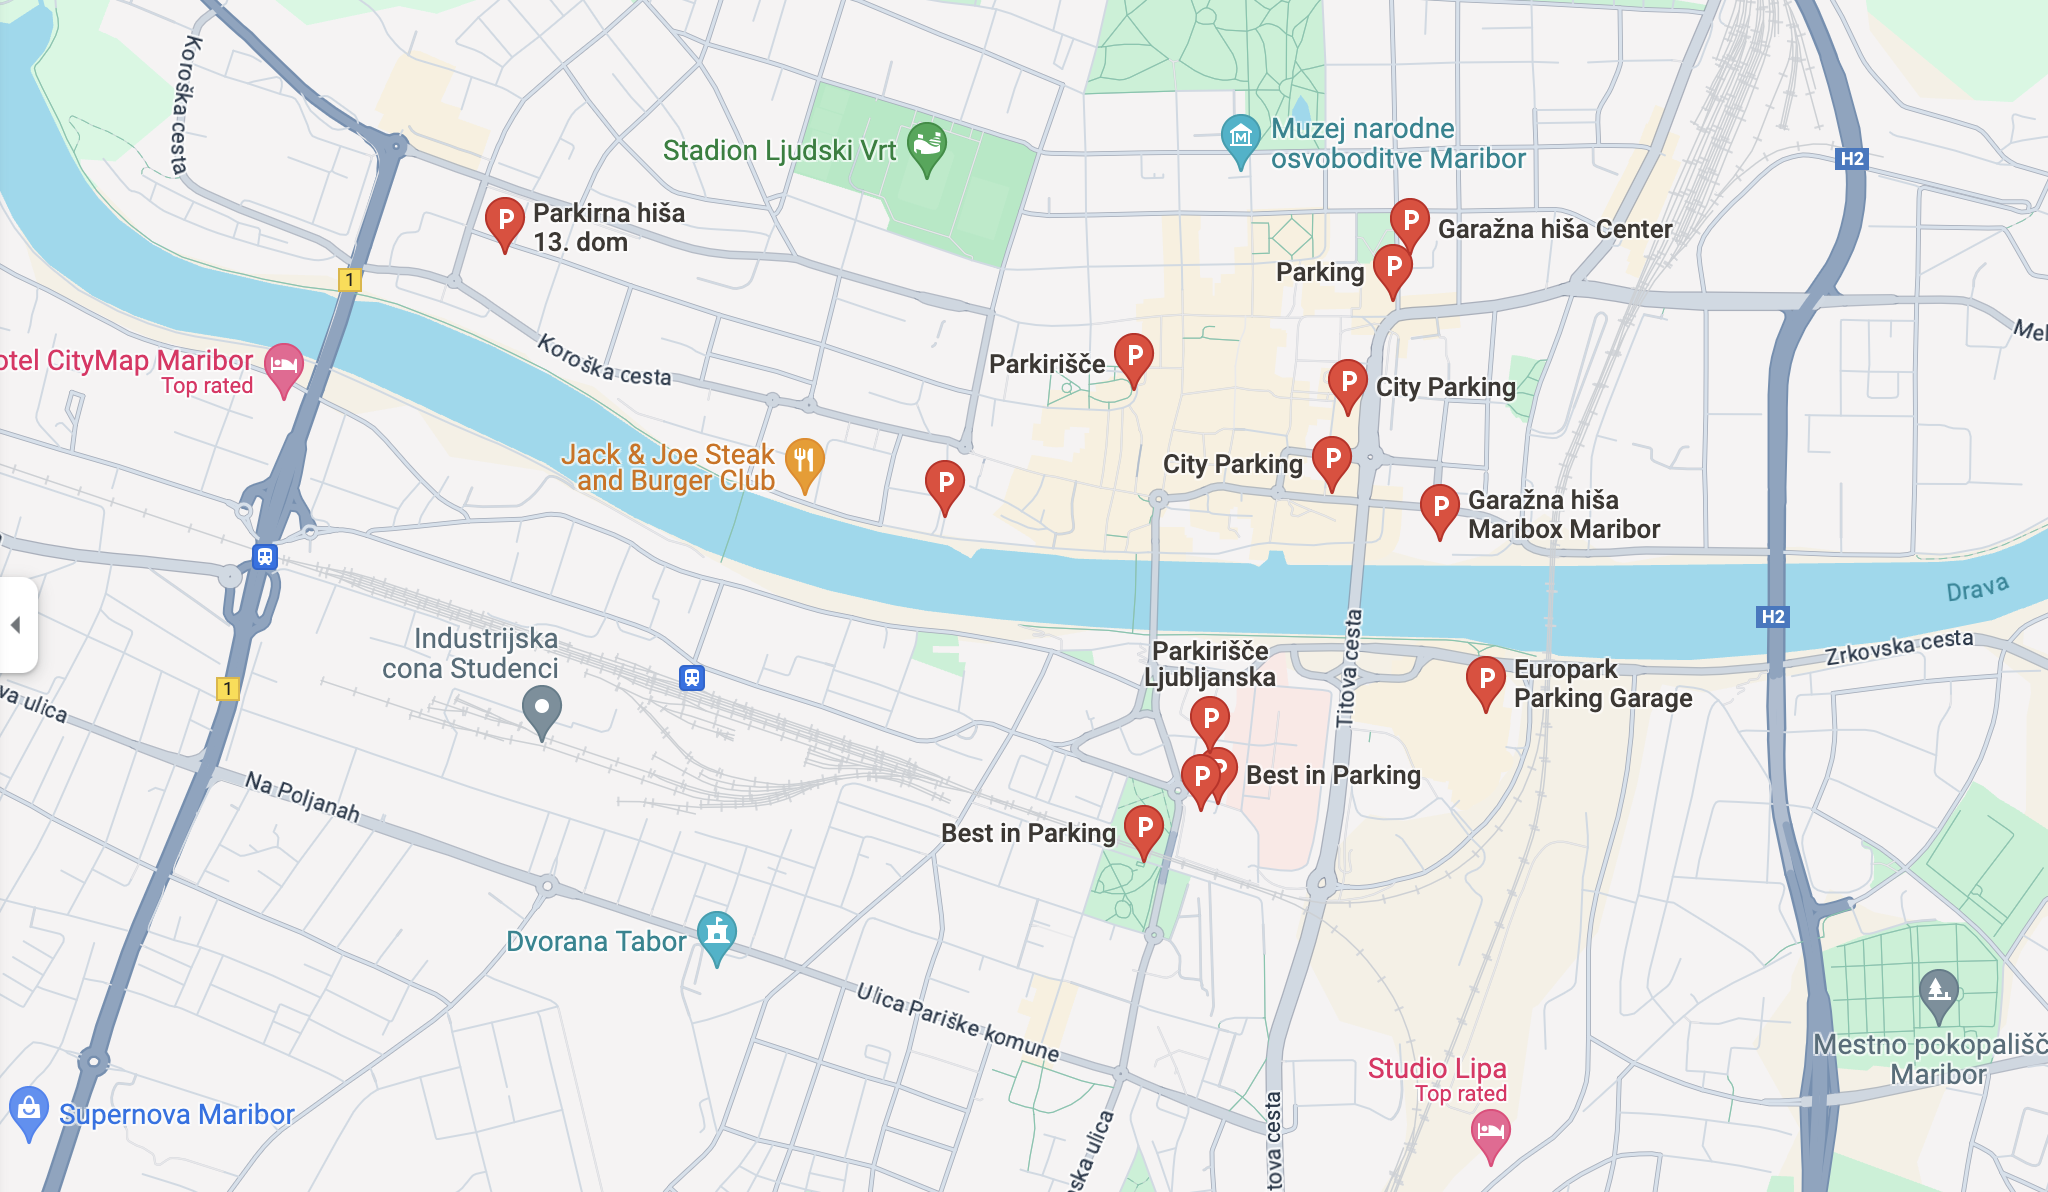 Koroška cesta
Stadion Ljudski Vrt
Muzej narodne
osvoboditve Maribor
H2
Parkirna hiša
13. dom
Garažna hiša Center
Parking
1
Koroška cesta
otel CityMap Maribor
Top rated
Parkirišče
City Parking
Jack & Joe Steak
and Burger Club
City Parking
Garažna hiša
Maribox Maribor
Drava
H2
Industrijska
cona Studenci
Parkirišče
Ljubljanska
Titova cesta
Zrkovska cesta
Europark
Parking Garage
1
va ulica
Na Poljanah
Best in Parking
Best in Parking
Dvorana Tabor
Ulica Pariške komune
Mestno pokopališč
Maribor
Studio Lipa
Top rated
Supernova Maribor
ska ulica
tova cesta
Mel